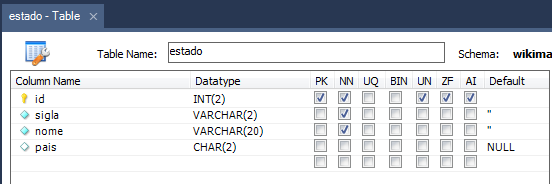 estado - Table ×
Table Name: estado Schema: wikima
Column Name Datatype PK NN UQ BIN UN ZF AI Default
id INT(2)
sigla VARCHAR(2) ''
nome VARCHAR(20) ''
pais CHAR(2) NULL